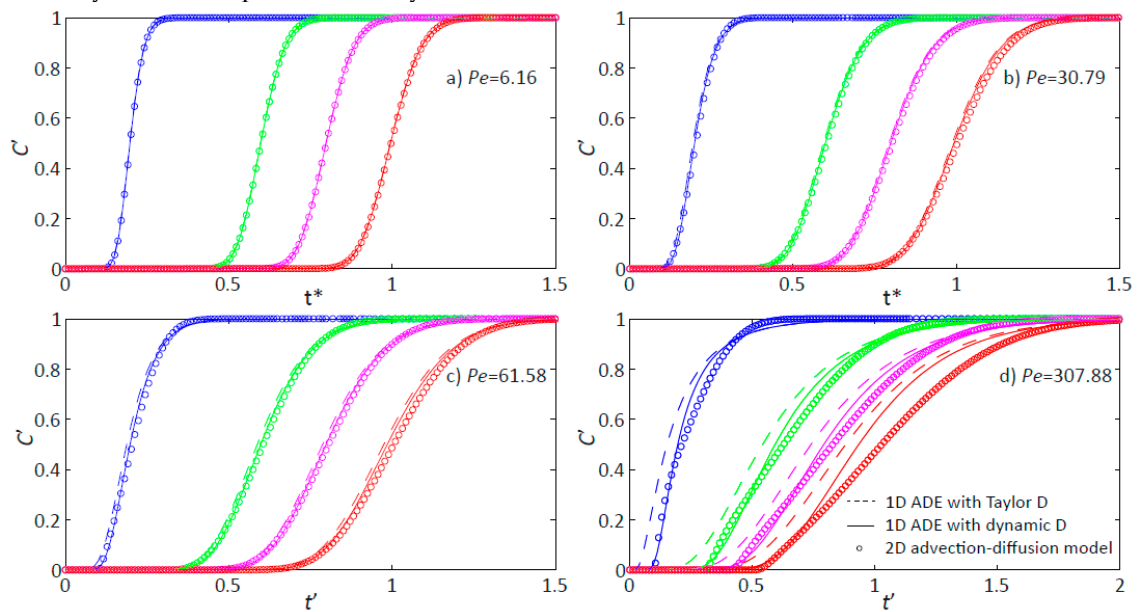 1
0.8
0.6
0.4
0.2
0
C'
a) Pe=6.16
0 0.5 1 1.5
t*
1
0.8
0.6
0.4
0.2
0
C'
b) Pe=30.79
0 0.5 1 1.5
t*
1
0.8
0.6
0.4
0.2
0
C'
c) Pe=61.58
0 0.5 1 1.5
t'
1
0.8
0.6
0.4
0.2
0
C'
d) Pe=307.88
1D ADE with Taylor D
1D ADE with dynamic D
2D advection-diffusion model
0 0.5 1 1.5 2
t'